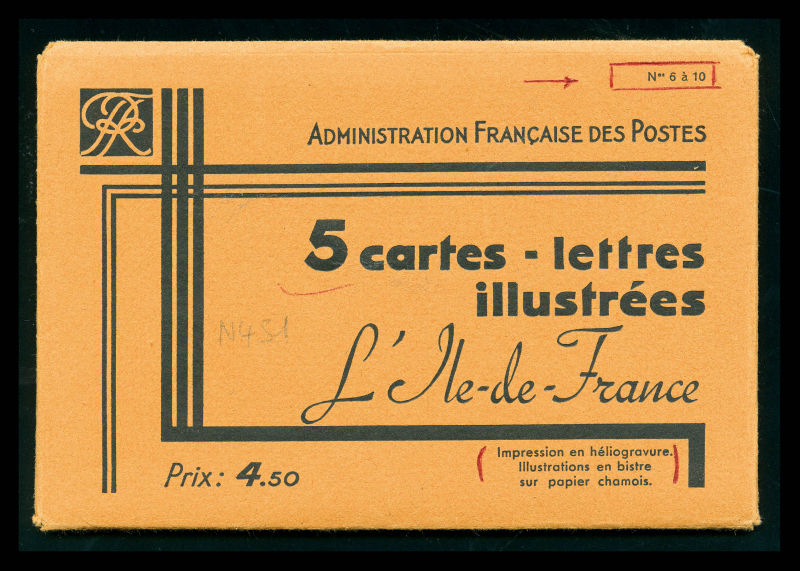 Nos 6 à 10
ADMINISTRATION FRANÇAISE DES POSTES
5 cartes - lettres
illustrées
L'Ile-de-France
N451
Prix: 4.50
Impression en héliogravure.
Illustrations en bistre
sur papier chamois.